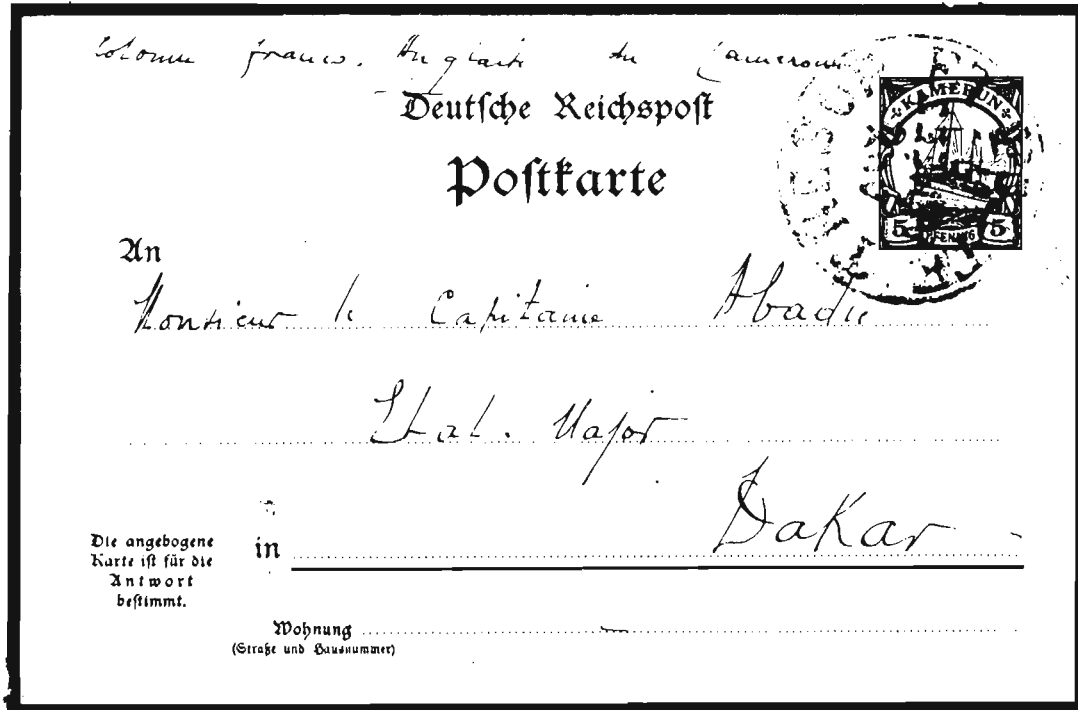 Colonne franco. Anglaise du Cameroun
Deutsche Reichspost
Postkarte
KAMERUN
5 PFENNIG 5
An
Monsieur le Capitaine Abadie
Etat. Major
Dakar
in
Die angebogene
Karte ist für die
Antwort
bestimmt.
Wohnung
(Straße und Hausnummer)